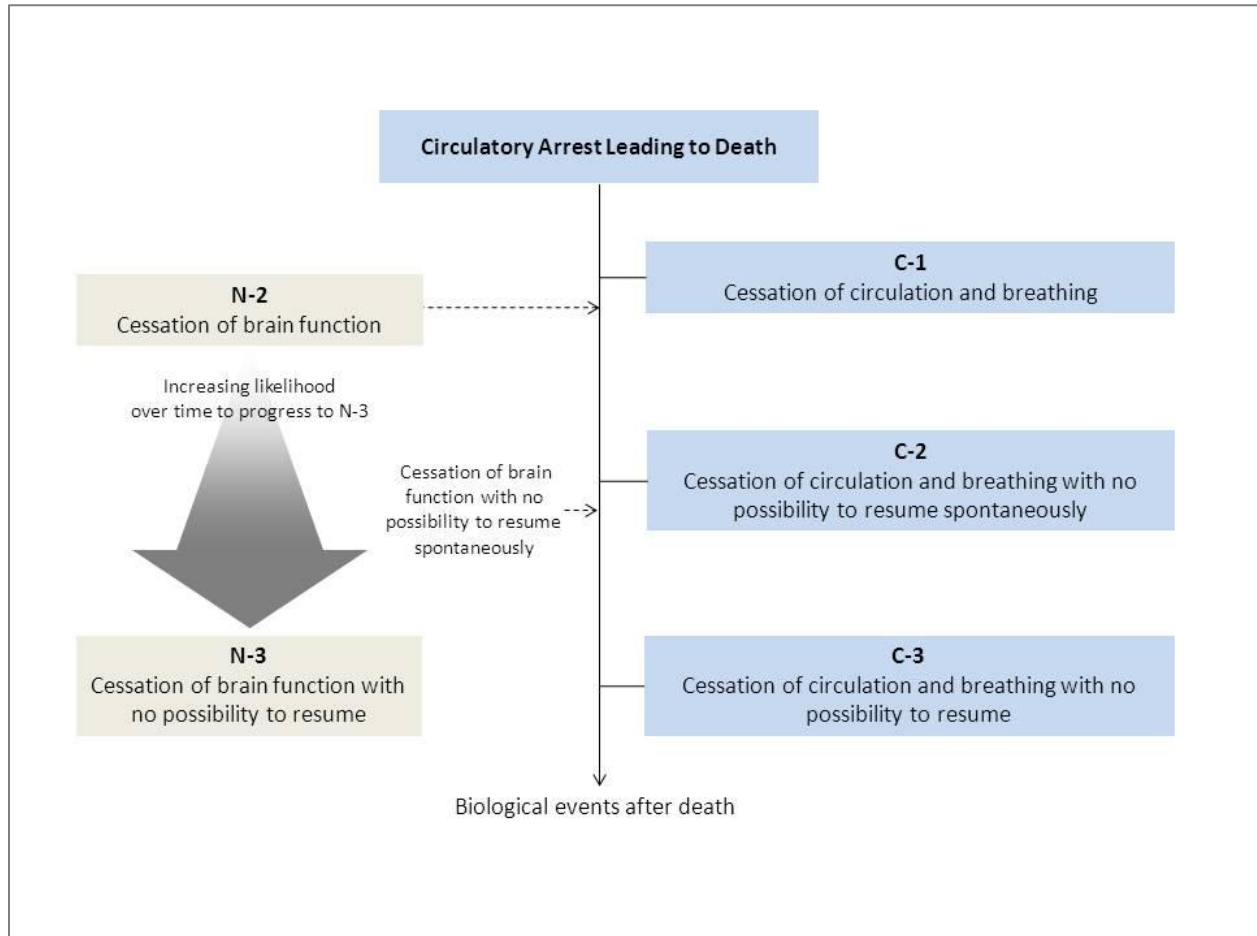 Circulatory Arrest Leading to Death
C-1
Cessation of circulation and breathing
N-2
Cessation of brain function
Increasing likelihood
over time to progress to N-3
C-2
Cessation of circulation and breathing with no
possibility to resume spontaneously
Cessation of brain
function with no
possibility to resume
spontaneously
N-3
Cessation of brain function with
no possibility to resume
C-3
Cessation of circulation and breathing with no
possibility to resume
Biological events after death